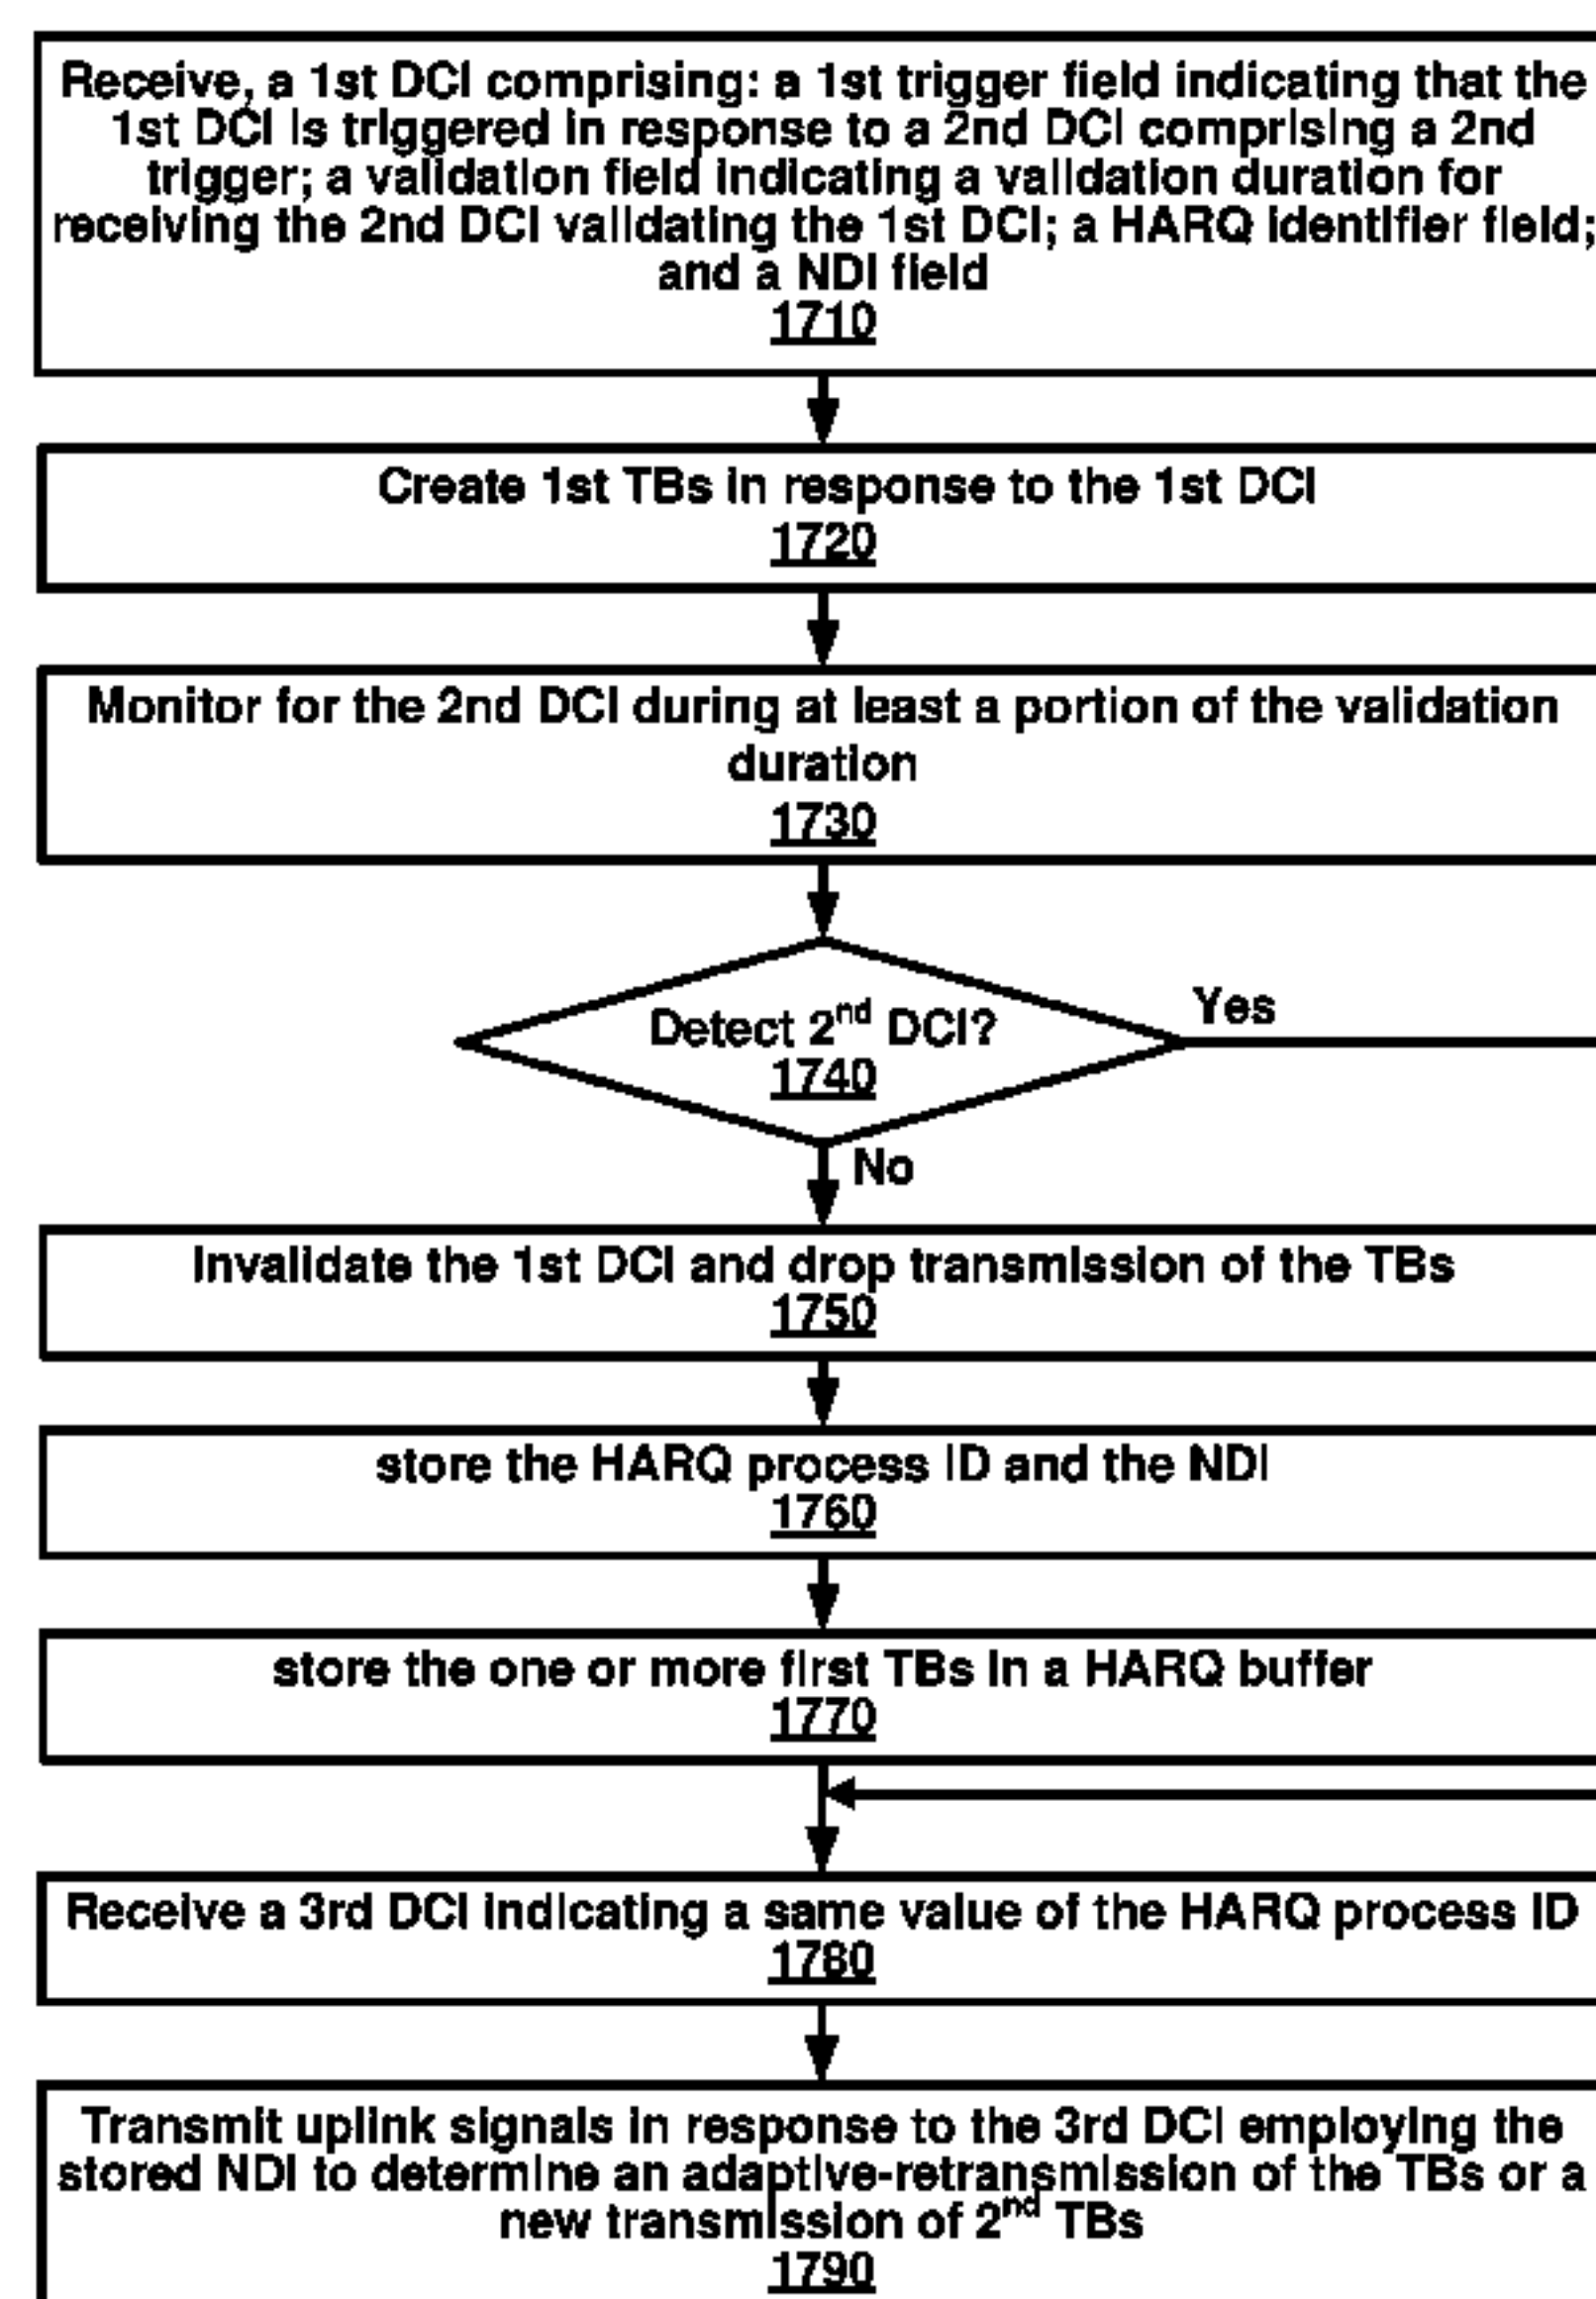 Receive, a 1st DCI comprising: a 1st trigger field indicating that the
1st DCI is triggered in response to a 2nd DCI comprising a 2nd
trigger; a validation field indicating a validation duration for
receiving the 2nd DCI validating the 1st DCI; a HARQ identifier field;
and a NDI field
1710
Create 1st TBs in response to the 1st DCI
1720
Monitor for the 2nd DCI during at least a portion of the validation
duration
1730
Detect 2nd DCI?
1740
Yes
No
Invalidate the 1st DCI and drop transmission of the TBs
1750
store the HARQ process ID and the NDI
1760
store the one or more first TBs in a HARQ buffer
1770
Receive a 3rd DCI indicating a same value of the HARQ process ID
1780
Transmit uplink signals in response to the 3rd DCI employing the
stored NDI to determine an adaptive-retransmission of the TBs or a
new transmission of 2nd TBs
1790